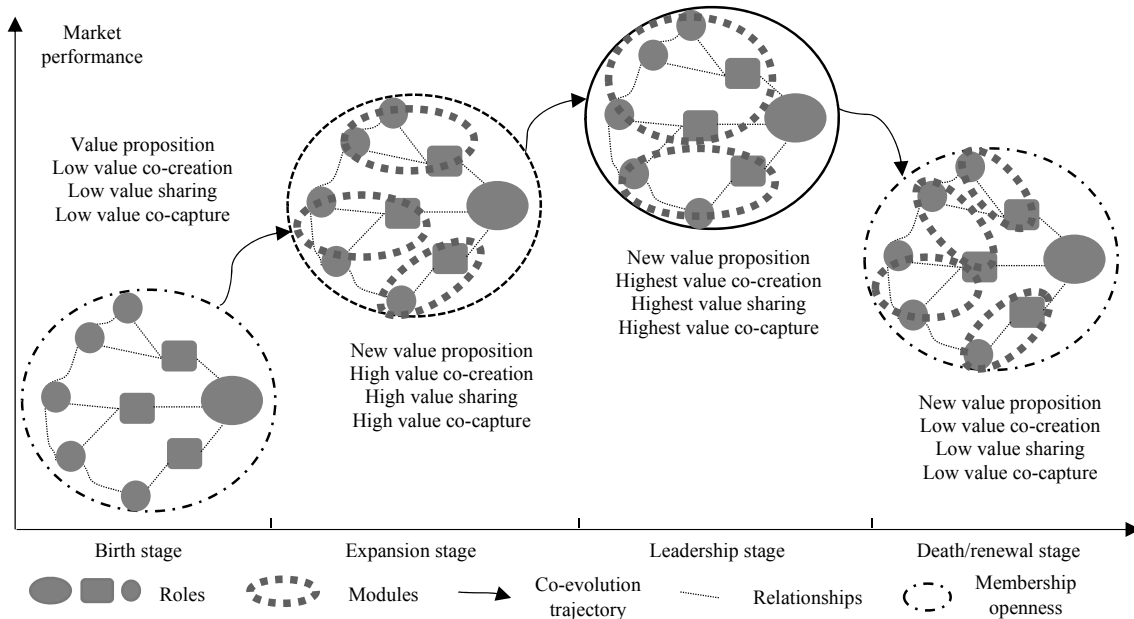 Market
performance
Value proposition
Low value co-creation
Low value sharing
Low value co-capture
New value proposition
High value co-creation
High value sharing
High value co-capture
New value proposition
Highest value co-creation
Highest value sharing
Highest value co-capture
New value proposition
Low value co-creation
Low value sharing
Low value co-capture
Birth stage
Expansion stage
Leadership stage
Death/renewal stage
Roles
Modules
Co-evolution
trajectory
Relationships
Membership
openness